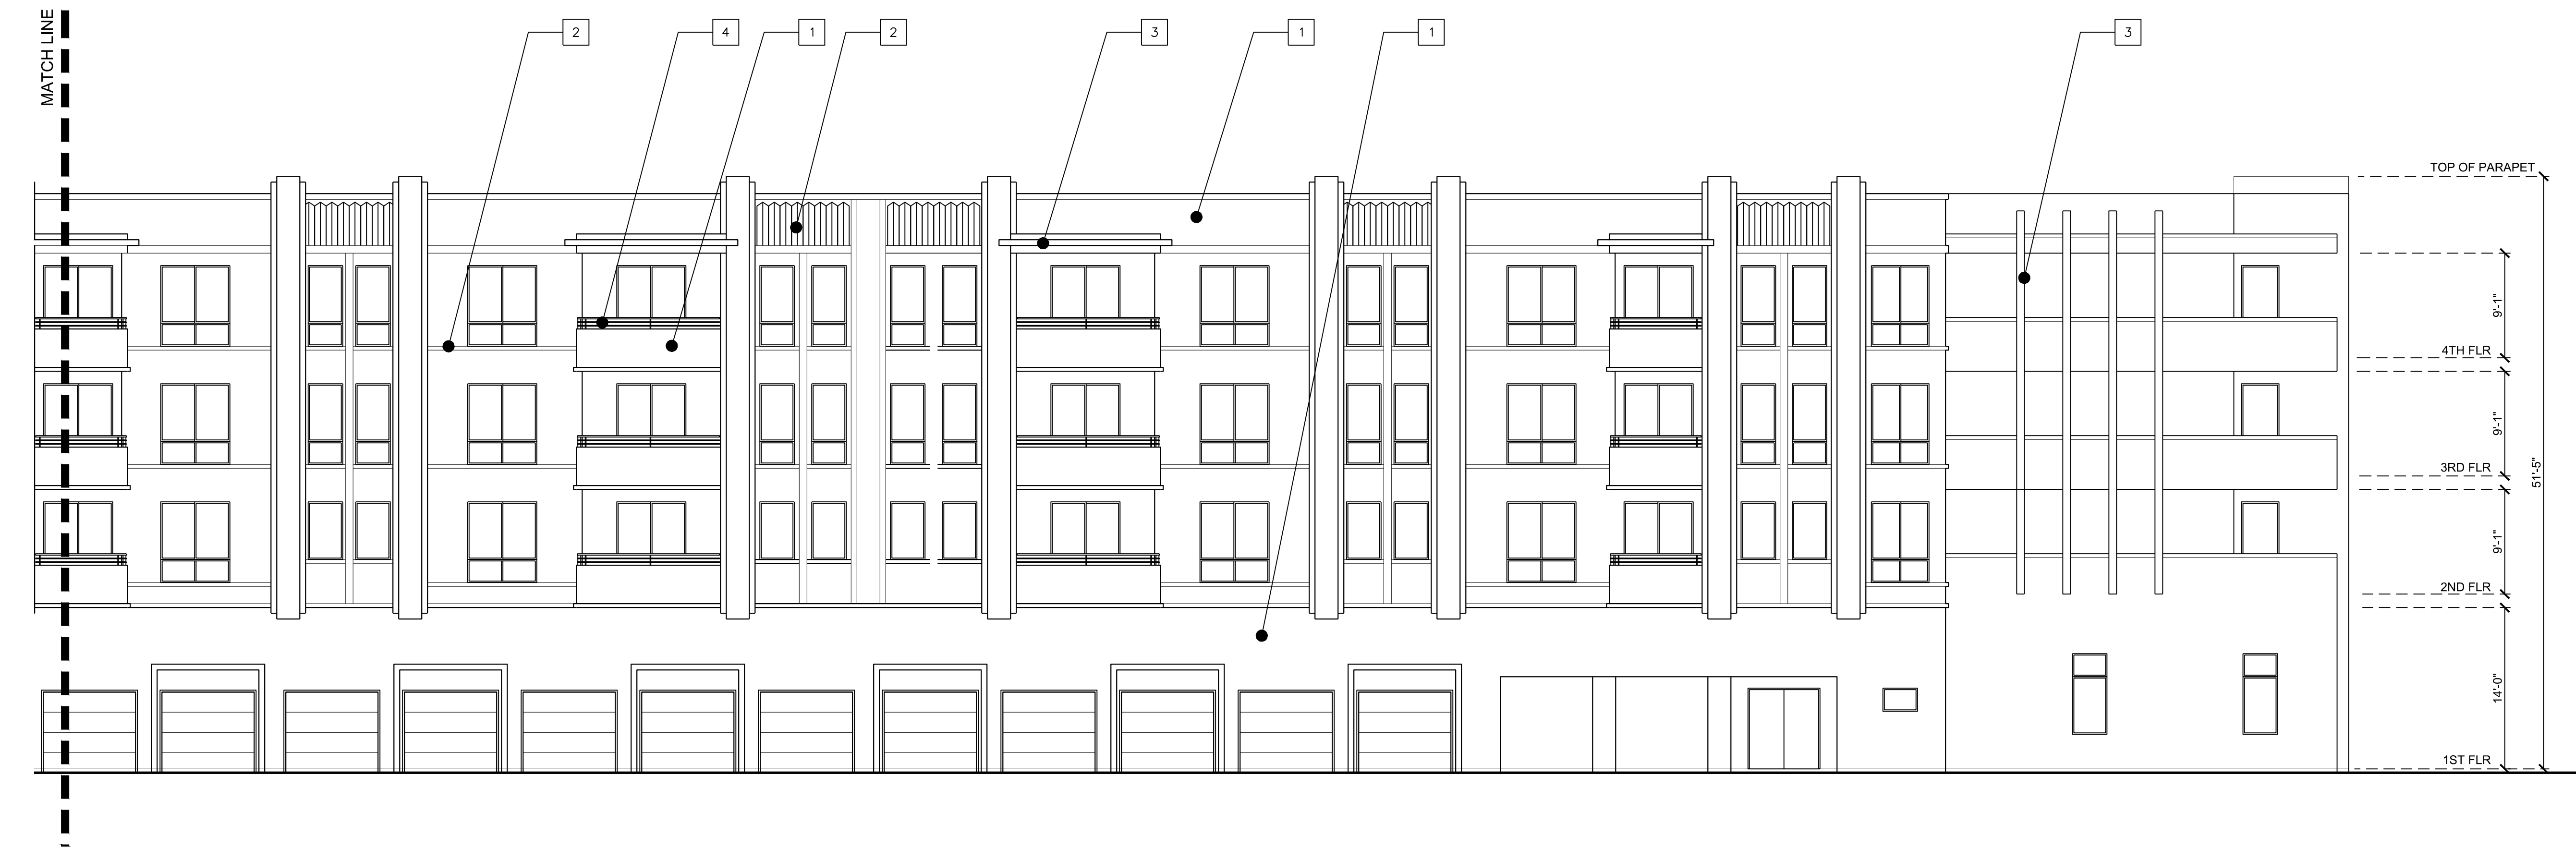 MATCH LINE
2
4
1
2
3
1
1
3
TOP OF PARAPET
9'-1"
4TH FLR
9'-1"
3RD FLR
51'-5"
9'-1"
2ND FLR
14'-0"
1ST FLR